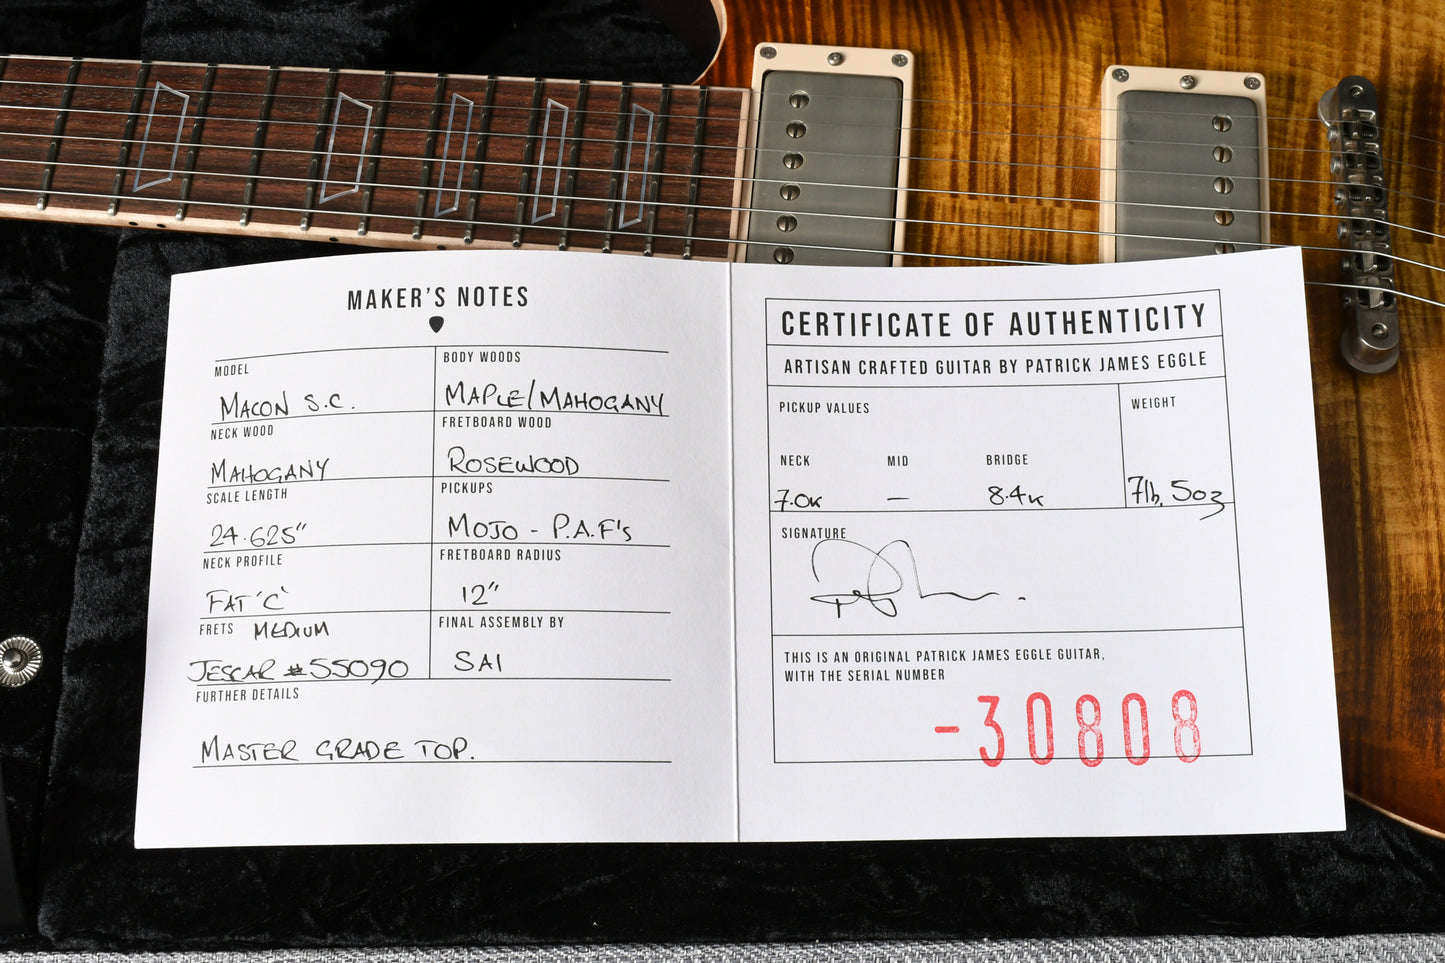 MAKER'S NOTES
MODEL
MACON S.C.
BODY WOODS
MAPLE/MAHOGANY
NECK WOOD
MAHOGANY
FRETBOARD WOOD
ROSEWOOD
SCALE LENGTH
24.625"
PICKUPS
MOJO - P.A.F's
NECK PROFILE
FAT 'C'
FRETBOARD RADIUS
12"
FRETS MEDIUM
JESCAR #55090
FINAL ASSEMBLY BY
SAI
FURTHER DETAILS
MASTER GRADE TOP.
CERTIFICATE OF AUTHENTICITY
ARTISAN CRAFTED GUITAR BY PATRICK JAMES EGGLE
PICKUP VALUES
WEIGHT
NECK MID BRIDGE
7.0K — 8.4K
7lb, 5oz
SIGNATURE
THIS IS AN ORIGINAL PATRICK JAMES EGGLE GUITAR,
WITH THE SERIAL NUMBER
-30808